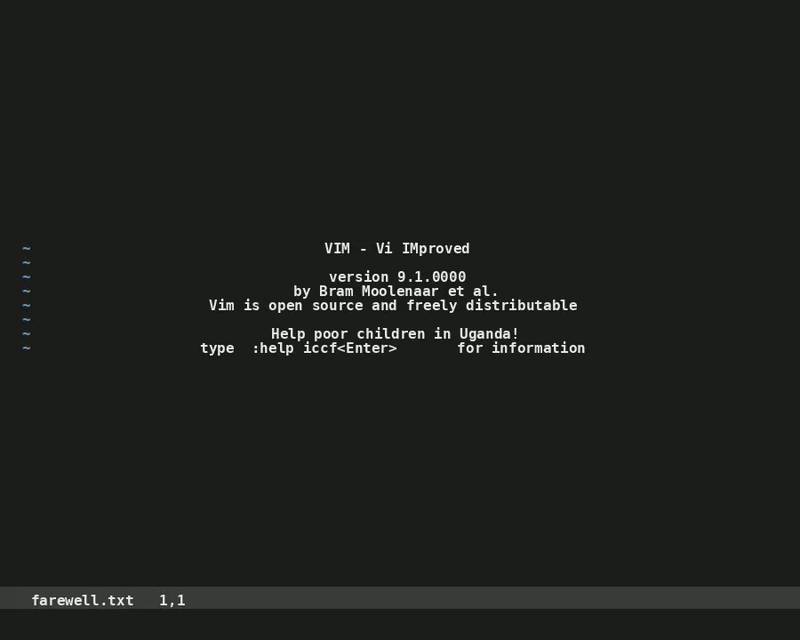 ~ VIM - Vi IMproved
~
~ version 9.1.0000
~ by Bram Moolenaar et al.
~ Vim is open source and freely distributable
~
~ Help poor children in Uganda!
~ type  :help iccf<Enter>       for information
farewell.txt   1,1